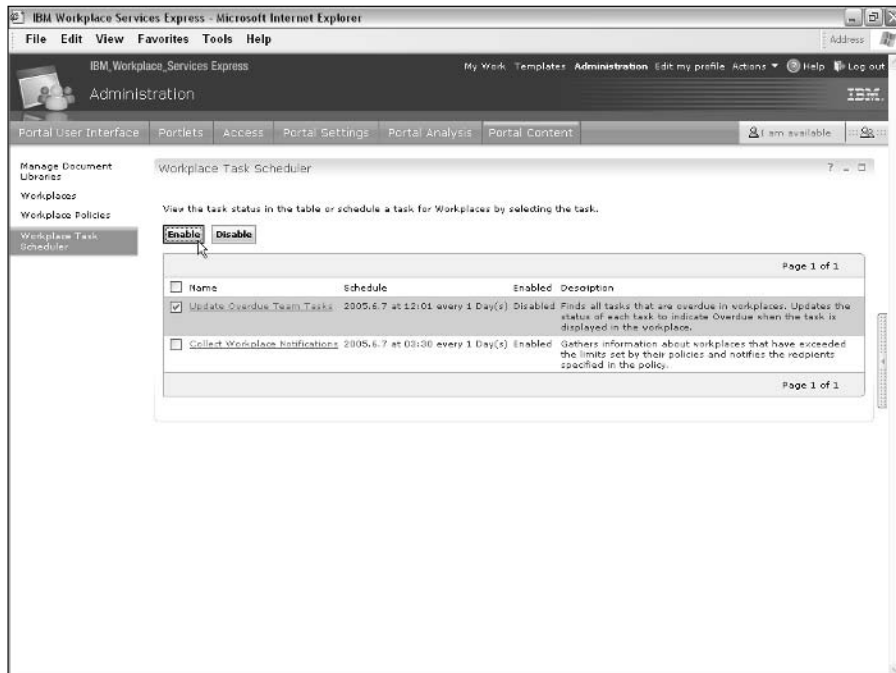 IBM Workplace Services Express - Microsoft Internet Explorer
File Edit View Favorites Tools Help
Address
IBM, Workplace_Services Express
My Work Templates Administration Edit my profile Actions Help Log out
Administration
IBM.
Portal User Interface Portlets Access Portal Settings Portal Analysis Portal Content
I am available
Manage Document
Libraries
Workplaces
Workplace Policies
Workplace Task
Scheduler
Workplace Task Scheduler
?
View the task status in the table or schedule a task for Workplaces by selecting the task.
Enable Disable
Page 1 of 1
Name Schedule Enabled Description
Update Overdue Team Tasks 2005.6.7 at 12:01 every 1 Day(s) Disabled Finds all tasks that are overdue in workplaces. Updates the
status of each task to indicate Overdue when the task is
displayed in the workplace.
Collect Workplace Notifications 2005.6.7 at 03:30 every 1 Day(s) Enabled Gathers information about workplaces that have exceeded
the limits set by their policies and notifies the recipients
specified in the policy.
Page 1 of 1